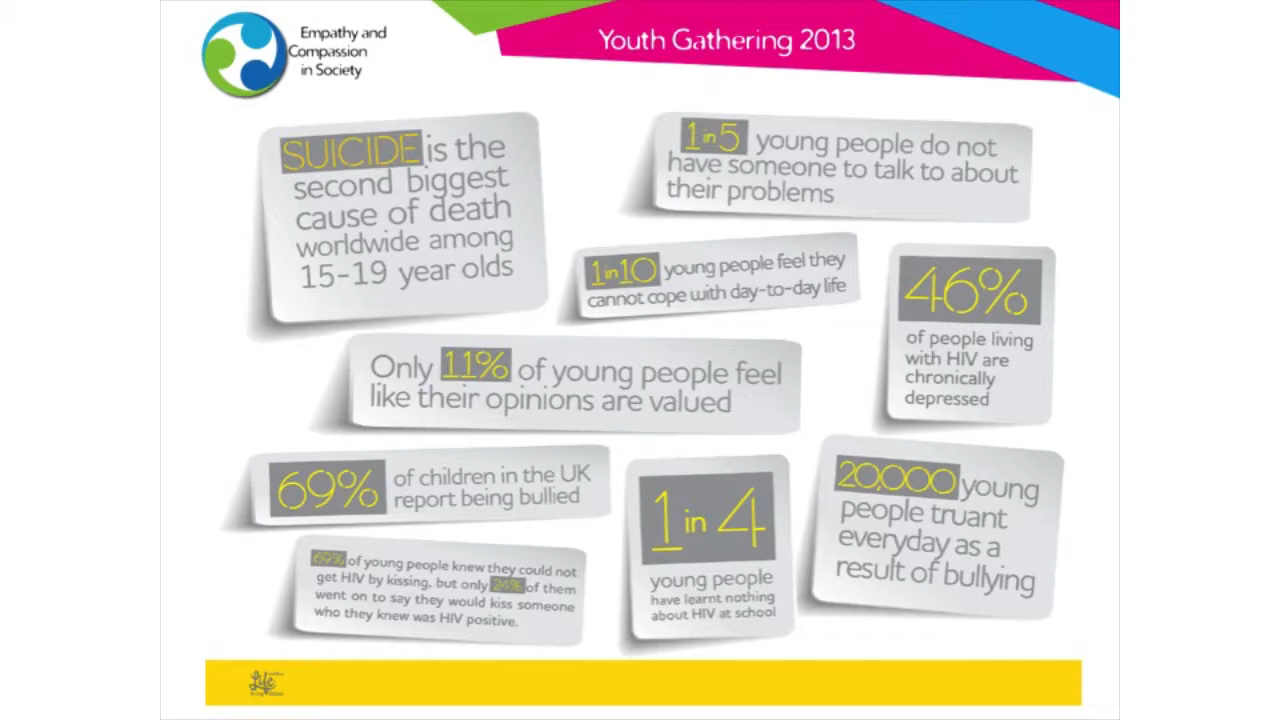 Empathy and
Compassion
in Society
Youth Gathering 2013
SUICIDE is the
second biggest
cause of death
worldwide among
15-19 year olds
1 in 5 young people do not
have someone to talk to about
their problems
1 in 10 young people feel they
cannot cope with day-to-day life
46%
of people living
with HIV are
chronically
depressed
Only 11% of young people feel
like their opinions are valued
69% of children in the UK
report being bullied
1 in 4
young people
have learnt nothing
about HIV at school
20,000 young
people truant
everyday as a
result of bullying
69% of young people knew they could not
get HIV by kissing, but only 24% of them
went on to say they would kiss someone
who they knew was HIV positive.
Life